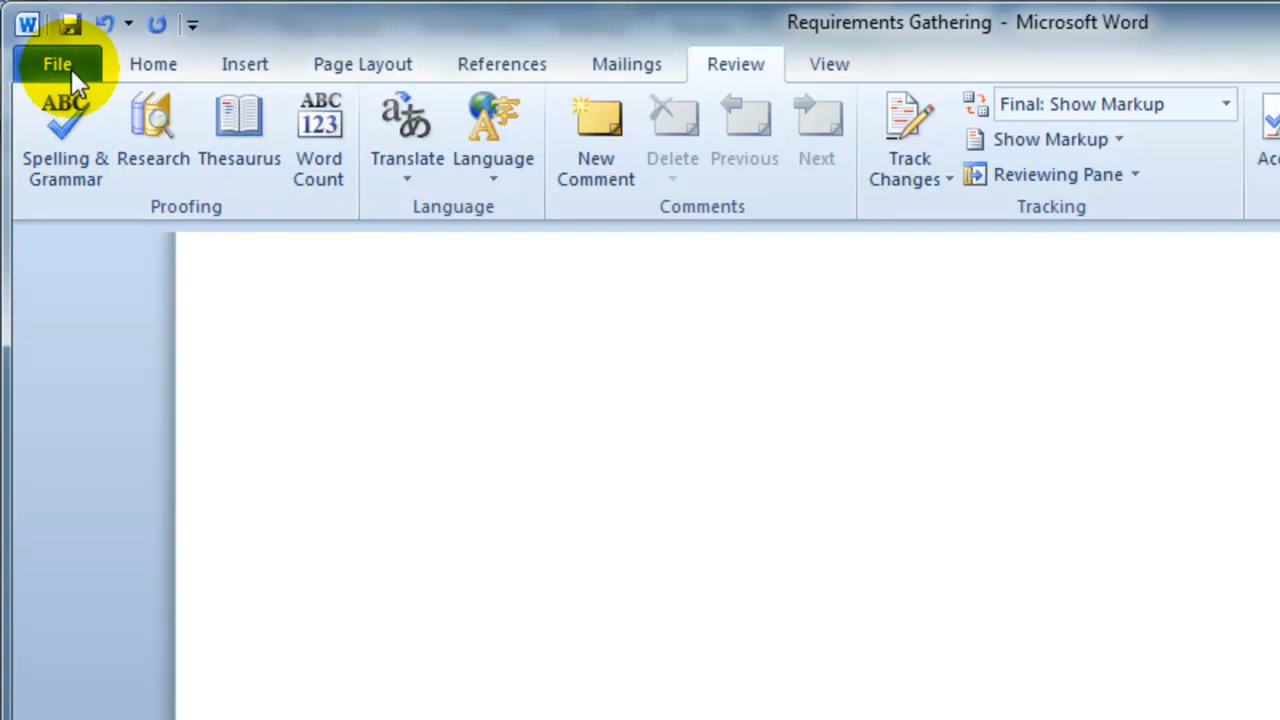 Requirements Gathering - Microsoft Word
File Home Insert Page Layout References Mailings Review View
ABC
Spelling & Grammar
Research
Thesaurus
ABC
123
Word Count
Translate
Language
New Comment
Delete
Previous
Next
Track Changes
Final: Show Markup
Show Markup
Reviewing Pane
Proofing
Language
Comments
Tracking